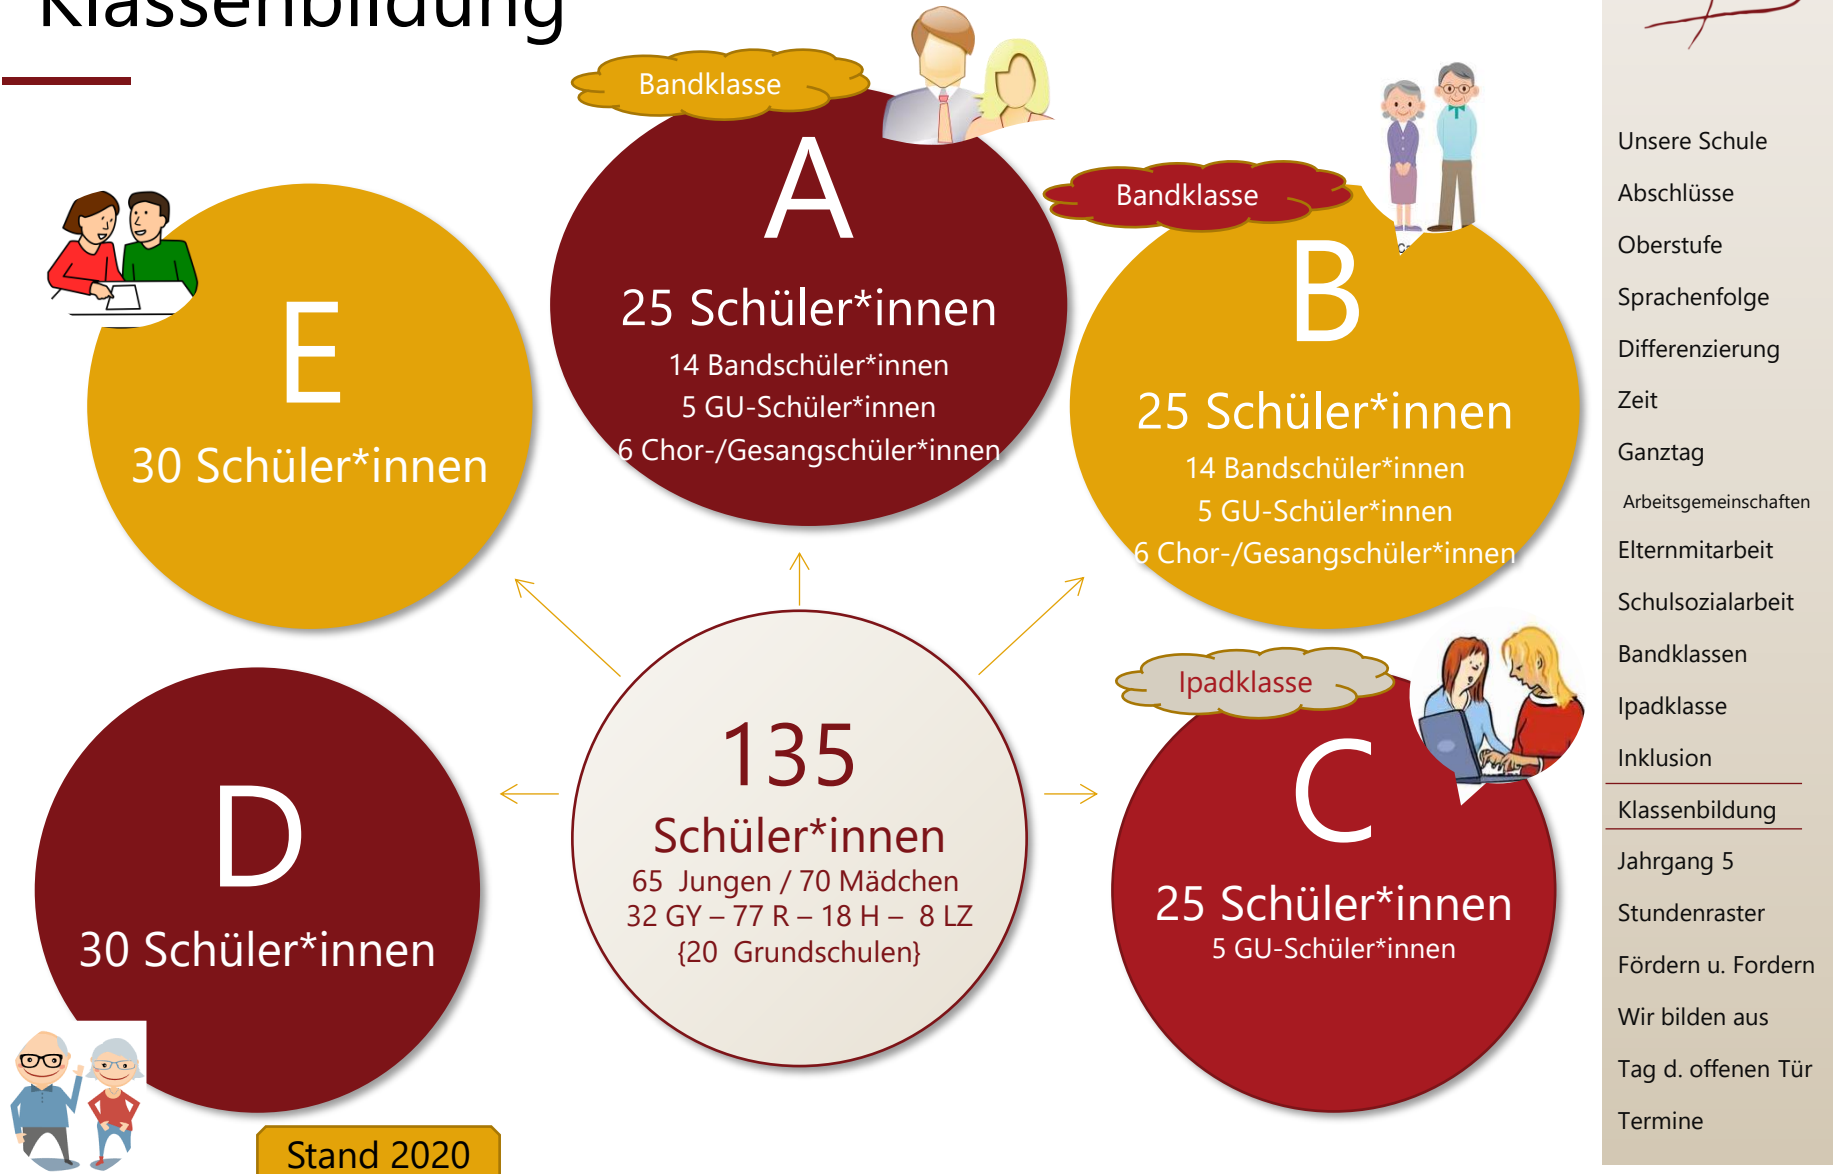 Klassenbildung
Bandklasse
A
25 Schüler*innen
14 Bandschüler*innen
5 GU-Schüler*innen
6 Chor-/Gesangschüler*innen
Bandklasse
B
25 Schüler*innen
14 Bandschüler*innen
5 GU-Schüler*innen
6 Chor-/Gesangschüler*innen
E
30 Schüler*innen
Ipadklasse
C
25 Schüler*innen
5 GU-Schüler*innen
135
Schüler*innen
65 Jungen / 70 Mädchen
32 GY – 77 R – 18 H – 8 LZ
{20 Grundschulen}
D
30 Schüler*innen
Stand 2020
Unsere Schule
Abschlüsse
Oberstufe
Sprachenfolge
Differenzierung
Zeit
Ganztag
Arbeitsgemeinschaften
Elternmitarbeit
Schulsozialarbeit
Bandklassen
Ipadklasse
Inklusion
Klassenbildung
Jahrgang 5
Stundenraster
Fördern u. Fordern
Wir bilden aus
Tag d. offenen Tür
Termine